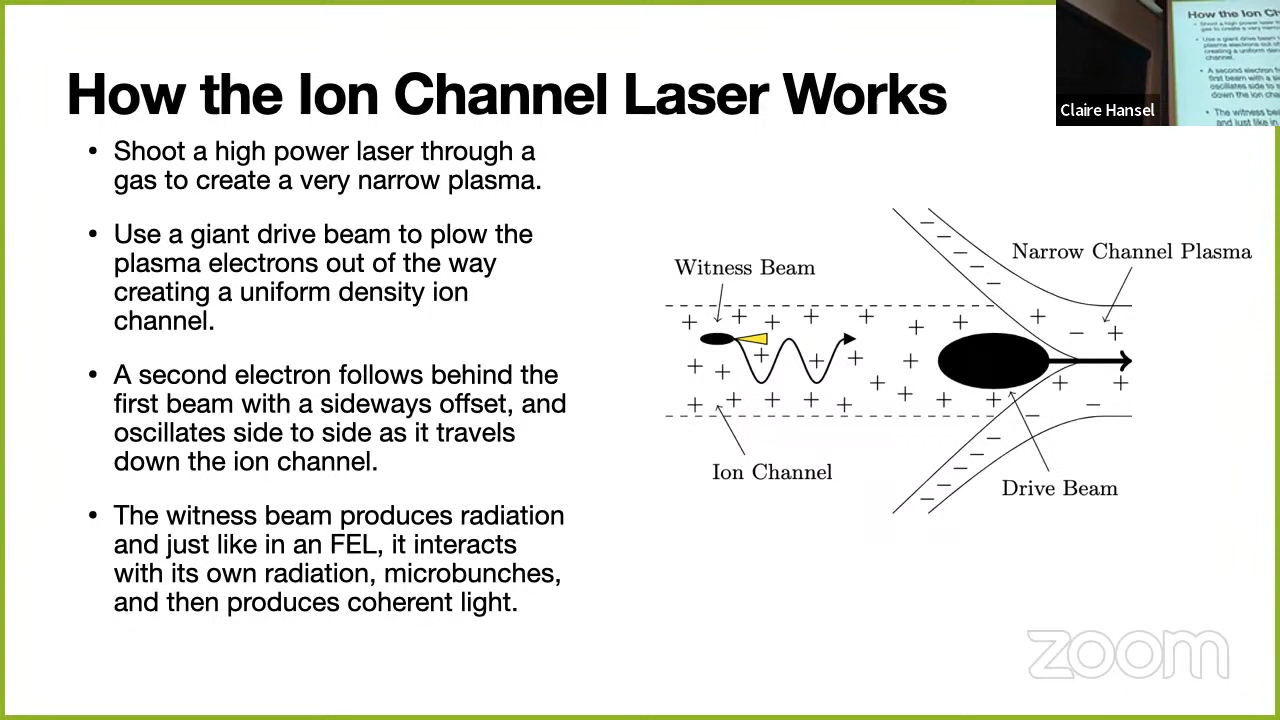 How the Ion Channel Laser Works
• Shoot a high power laser through a
gas to create a very narrow plasma.
• Use a giant drive beam to plow the
plasma electrons out of the way
creating a uniform density ion
channel.
• A second electron follows behind the
first beam with a sideways offset, and
oscillates side to side as it travels
down the ion channel.
• The witness beam produces radiation
and just like in an FEL, it interacts
with its own radiation, microbunches,
and then produces coherent light.
Witness Beam
Narrow Channel Plasma
Ion Channel
Drive Beam
How the Ion Ch
Claire Hansel
zoom